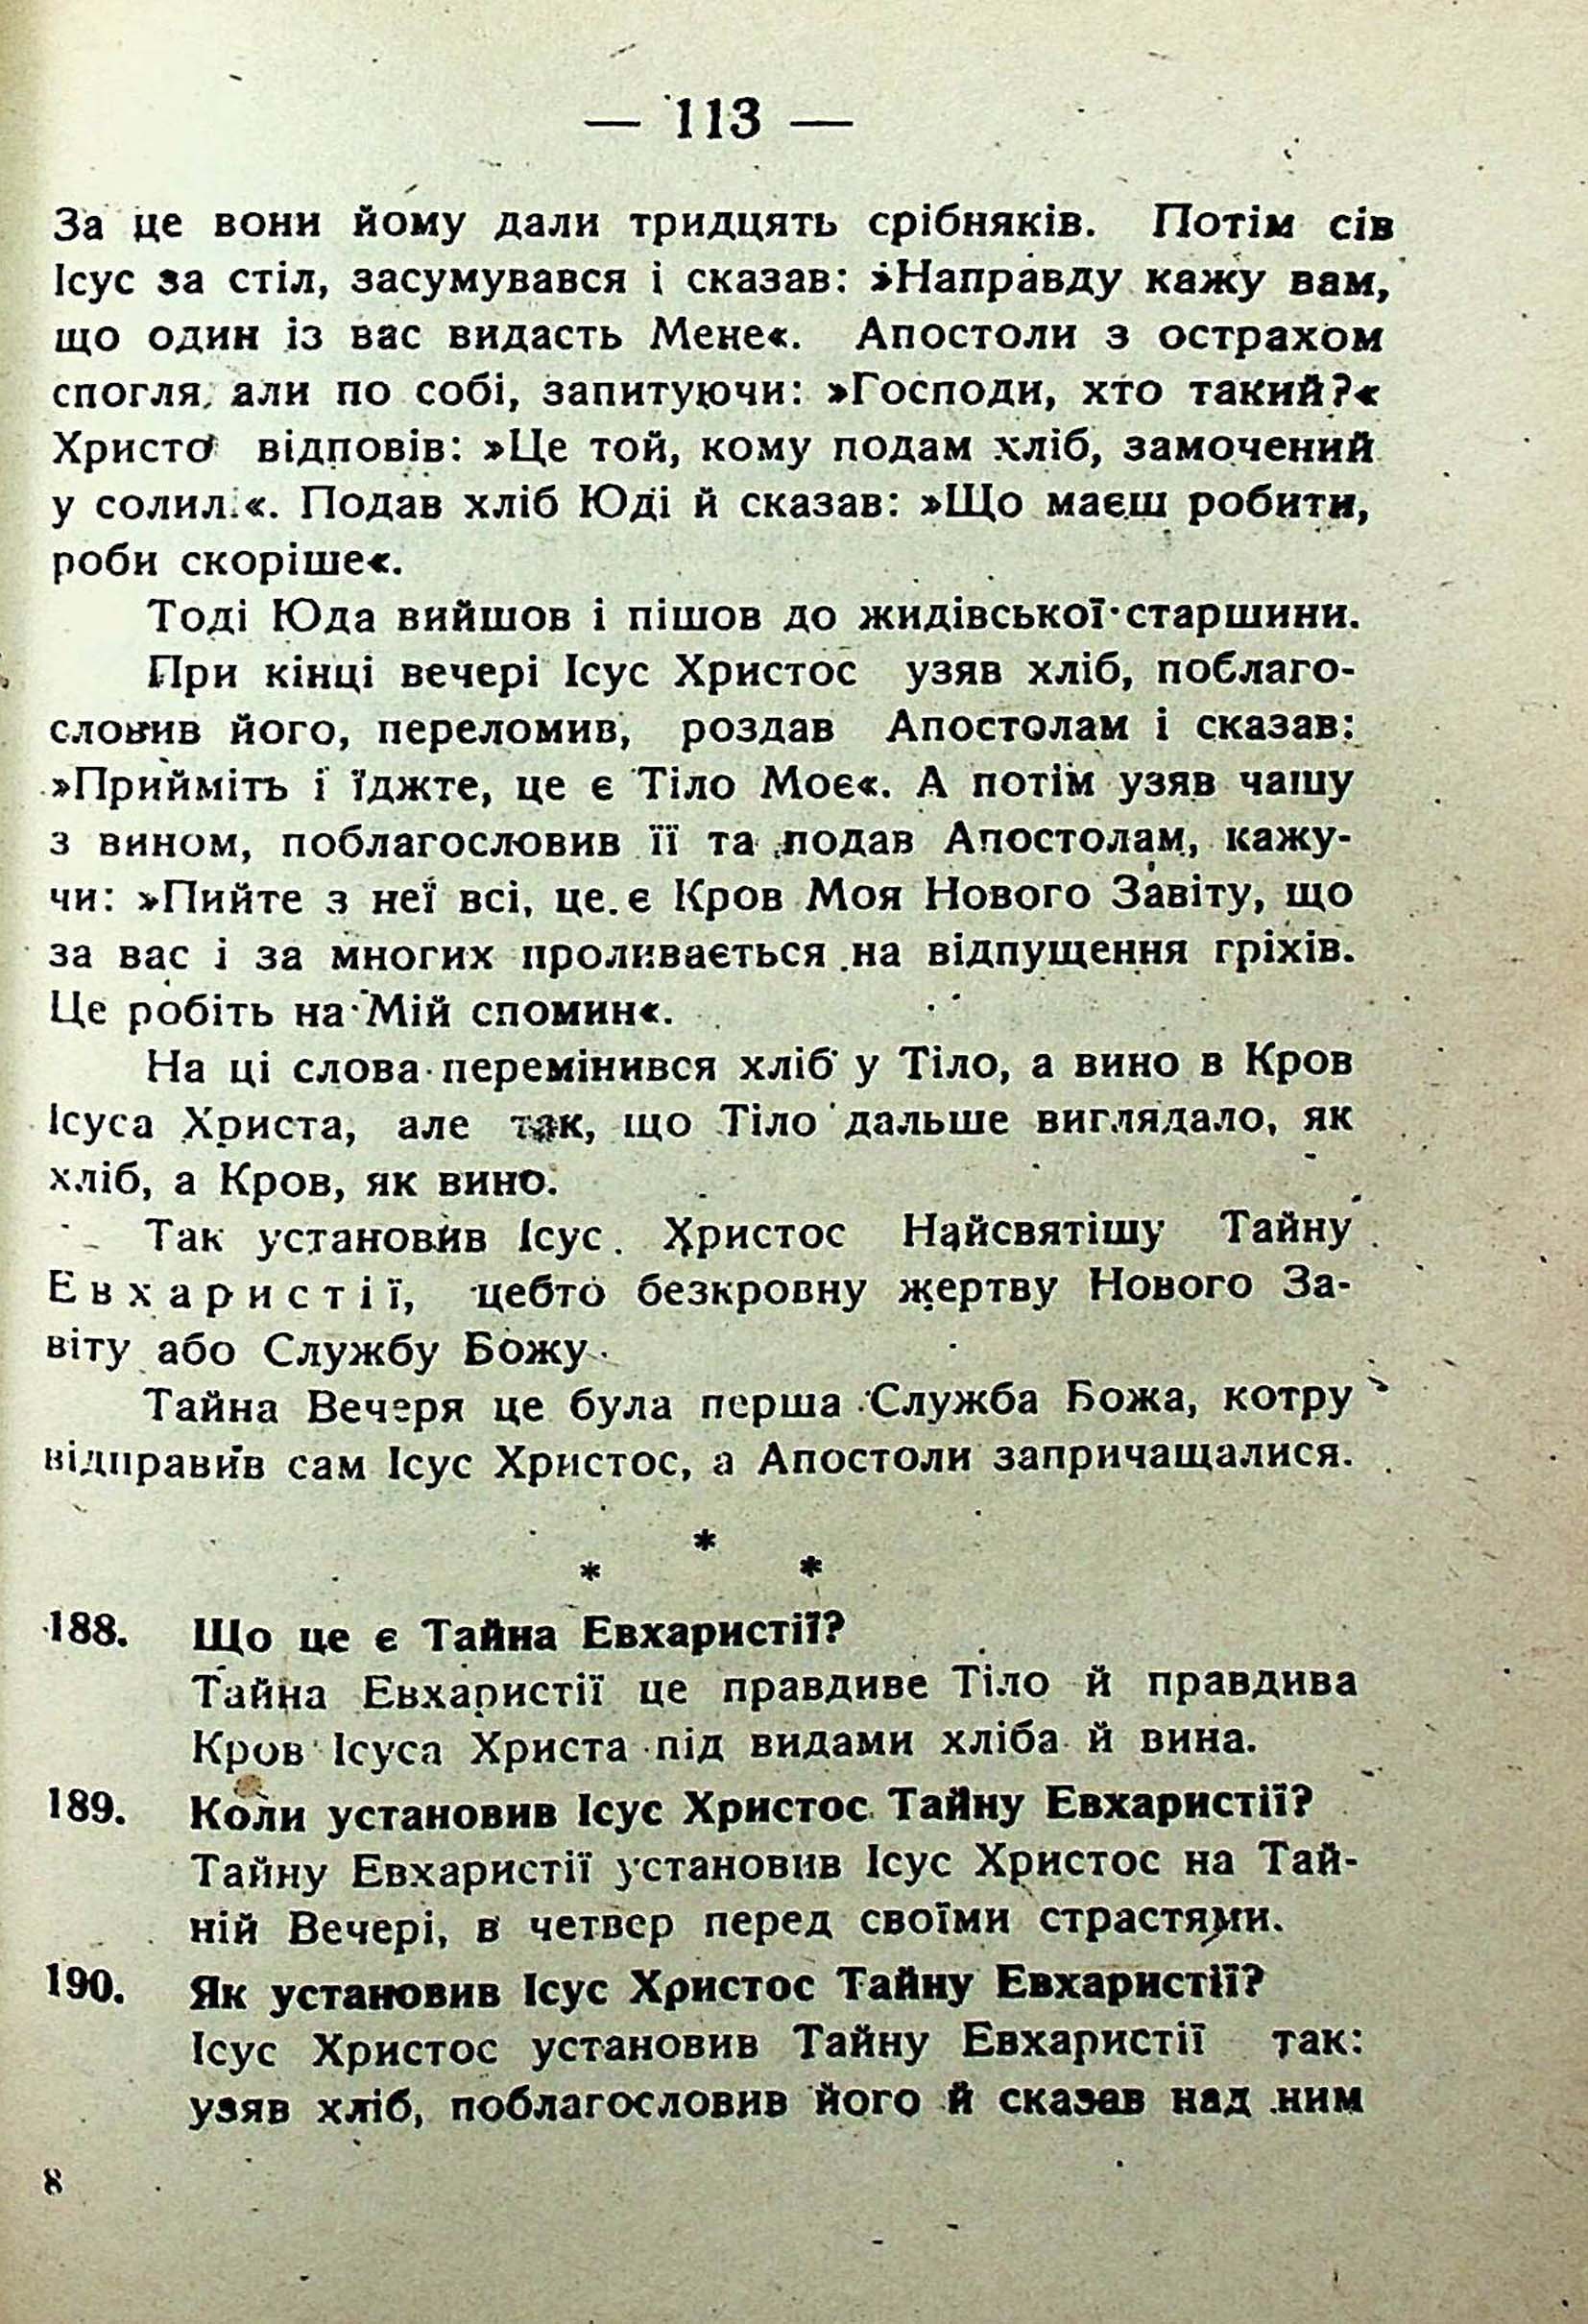 — 113 —
За це вони йому дали тридцять срібняків. Потім сів
Ісус за стіл, засумувався і сказав: »Направду кажу вам,
що один із вас видасть Мене«. Апостоли з острахом
споглядали по собі, запитуючи: »Господи, хто такий?«
Христос відповів: »Це той, кому подам хліб, замочений
у солилі«. Подав хліб Юді й сказав: »Що маєш робити,
роби скоріше«.
Тоді Юда вийшов і пішов до жидівської старшини.
При кінці вечері Ісус Христос узяв хліб, поблаго-
словив його, переломив, роздав Апостолам і сказав:
»Прийміть і їджте, це є Тіло Моє«. А потім узяв чашу
з вином, поблагословив її та подав Апостолам, кажу-
чи: »Пийте з неї всі, це є Кров Моя Нового Завіту, що
за вас і за многих проливається на відпущення гріхів.
Це робіть на Мій спомин«.
На ці слова перемінився хліб у Тіло, а вино в Кров
Ісуса Христа, але так, що Тіло дальше виглядало, як
хліб, а Кров, як вино.
Так установив Ісус Христос Найсвятішу Тайну
Евхаристії, цебто безкровну жертву Нового За-
віту або Службу Божу.
Тайна Вечеря це була перша Служба Божа, котру
відправив сам Ісус Христос, а Апостоли запричащалися.
*
* *
188. Що це є Тайна Евхаристії?
Тайна Евхаристії це правдиве Тіло й правдива
Кров Ісуса Христа під видами хліба й вина.
189. Коли установив Ісус Христос Тайну Евхаристії?
Тайну Евхаристії установив Ісус Христос на Тай-
ній Вечері, в четвер перед своїми страстями.
190. Як установив Ісус Христос Тайну Евхаристії?
Ісус Христос установив Тайну Евхаристії так:
узяв хліб, поблагословив його й сказав над ним
8